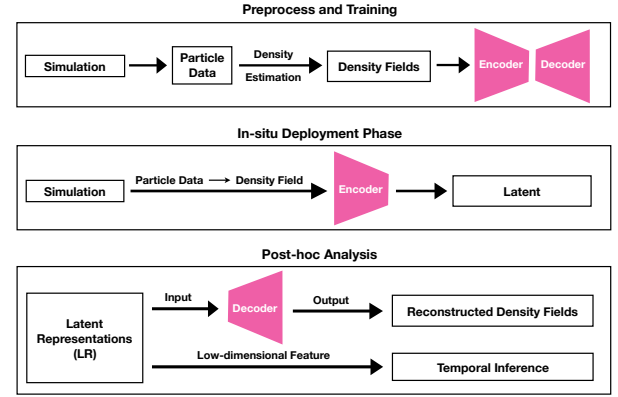 Preprocess and Training
Simulation
Particle
Data
Density
Estimation
Density Fields
Encoder
Decoder
In-situ Deployment Phase
Simulation
Particle Data → Density Field
Encoder
Latent
Post-hoc Analysis
Latent
Representations
(LR)
Input
Decoder
Output
Reconstructed Density Fields
Low-dimensional Feature
Temporal Inference